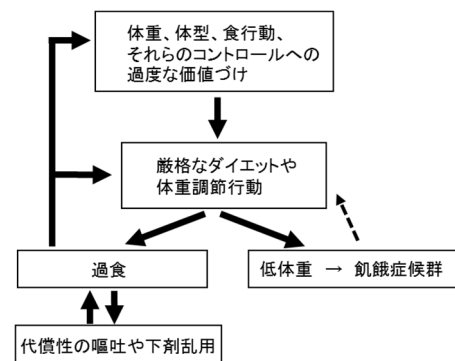 体重、体型、食行動、
それらのコントロールへの
過度な価値づけ
厳格なダイエットや
体重調節行動
過食
低体重 → 飢餓症候群
代償性の嘔吐や下剤乱用